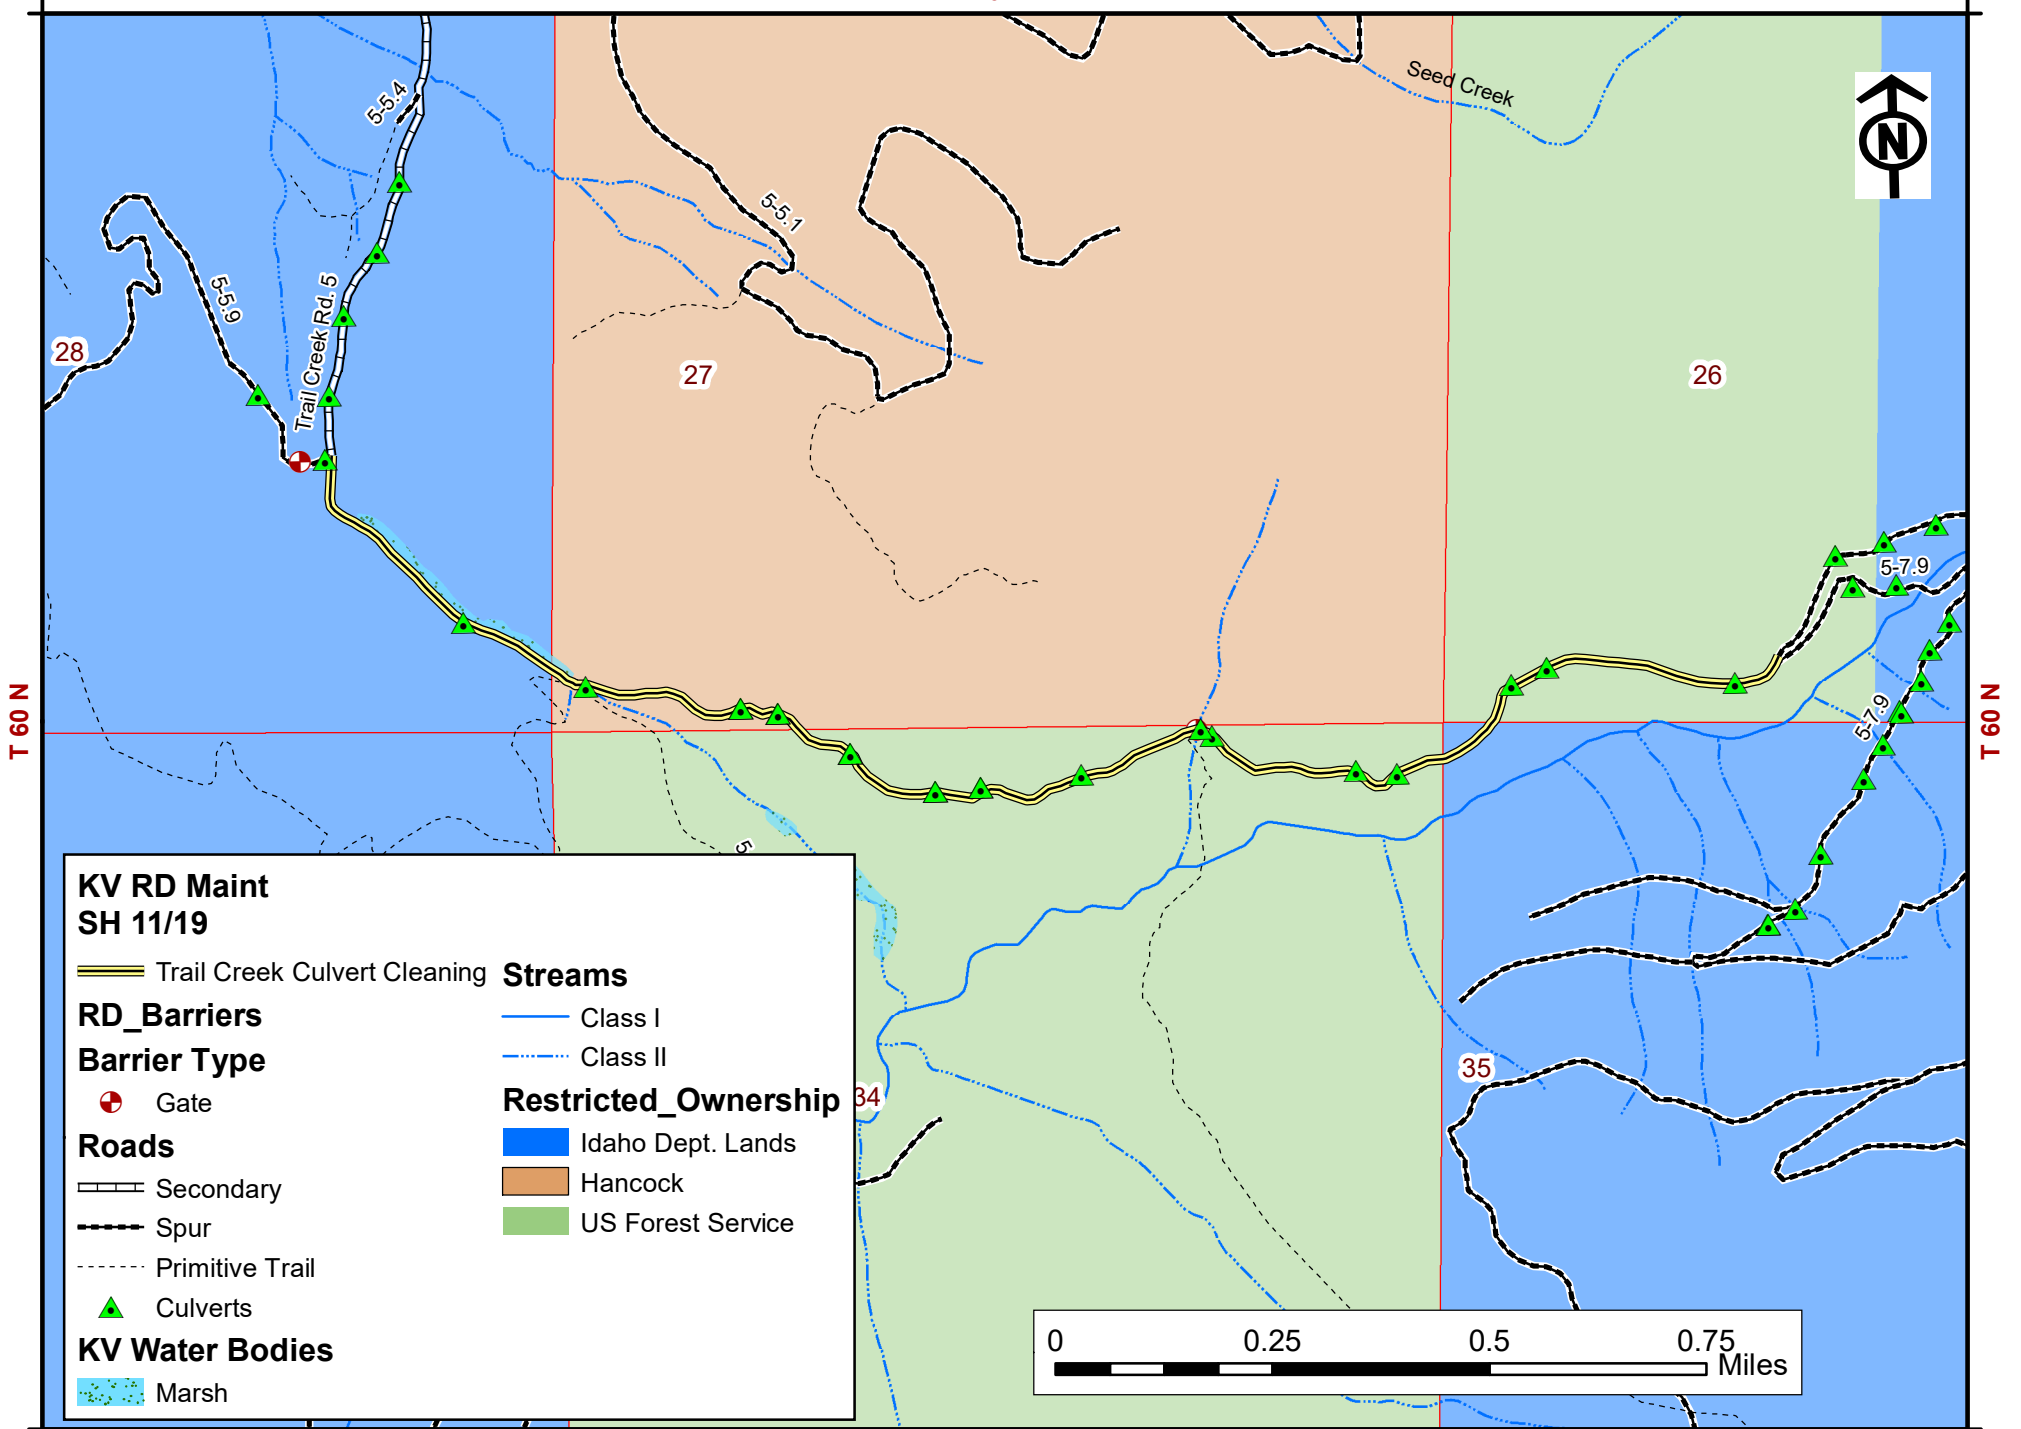 Seed Creek
N
5-5.4
5-5.1
5-5.9
Trail Creek Rd. 5
28
27
26
5-7.9
T 60 N
T 60 N
5-7.9
5
34
35
KV RD Maint
SH 11/19
Trail Creek Culvert Cleaning
RD_Barriers
Barrier Type
Gate
Roads
Secondary
Spur
Primitive Trail
Culverts
KV Water Bodies
Marsh
Streams
Class I
Class II
Restricted_Ownership
Idaho Dept. Lands
Hancock
US Forest Service
0 0.25 0.5 0.75
Miles